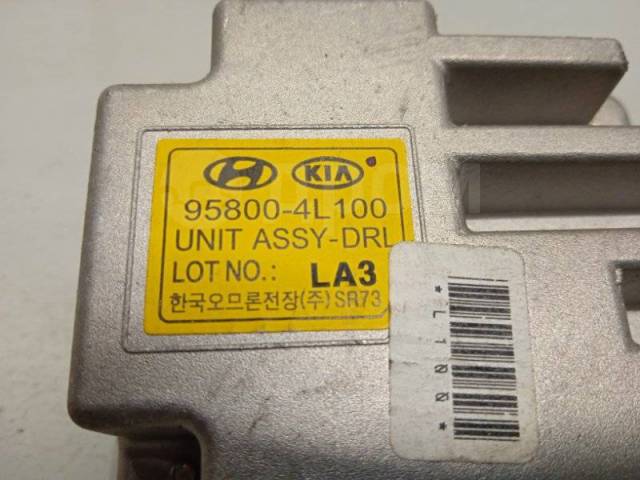 KIA
95800-4L100
UNIT ASSY-DRL
LOT NO.: LA3
한국오므론전장(주) SR73
*L100*